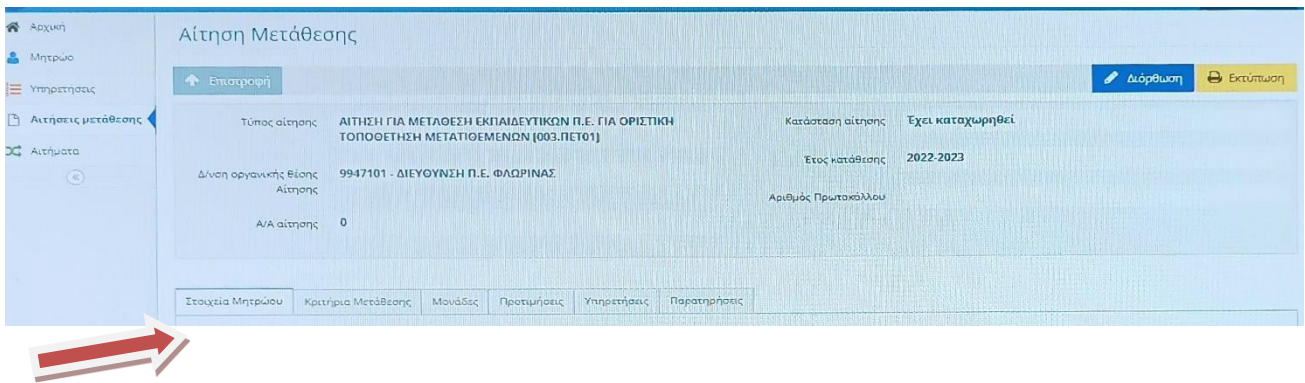 Αρχική
Μητρώο
Υπηρετήσεις
Αιτήσεις μετάθεσης
Αιτήματα
Αίτηση Μετάθεσης
Επιστροφή
Διόρθωση
Εκτύπωση
Τύπος αίτησης ΑΙΤΗΣΗ ΓΙΑ ΜΕΤΑΘΕΣΗ ΕΚΠΑΙΔΕΥΤΙΚΩΝ Π.Ε. ΓΙΑ ΟΡΙΣΤΙΚΗ
ΤΟΠΟΘΕΤΗΣΗ ΜΕΤΑΤΙΘΕΜΕΝΩΝ [003.ΠΕΤ01]
Δ/νση οργανικής θέσης 9947101 - ΔΙΕΥΘΥΝΣΗ Π.Ε. ΦΛΩΡΙΝΑΣ
Αίτησης
Α/Α αίτησης 0
Κατάσταση αίτησης Έχει καταχωρηθεί
Έτος κατάθεσης 2022-2023
Αριθμός Πρωτοκόλλου
Στοιχεία Μητρώου Κριτήρια Μετάθεσης Μονάδες Προτιμήσεις Υπηρετήσεις Παρατηρήσεις